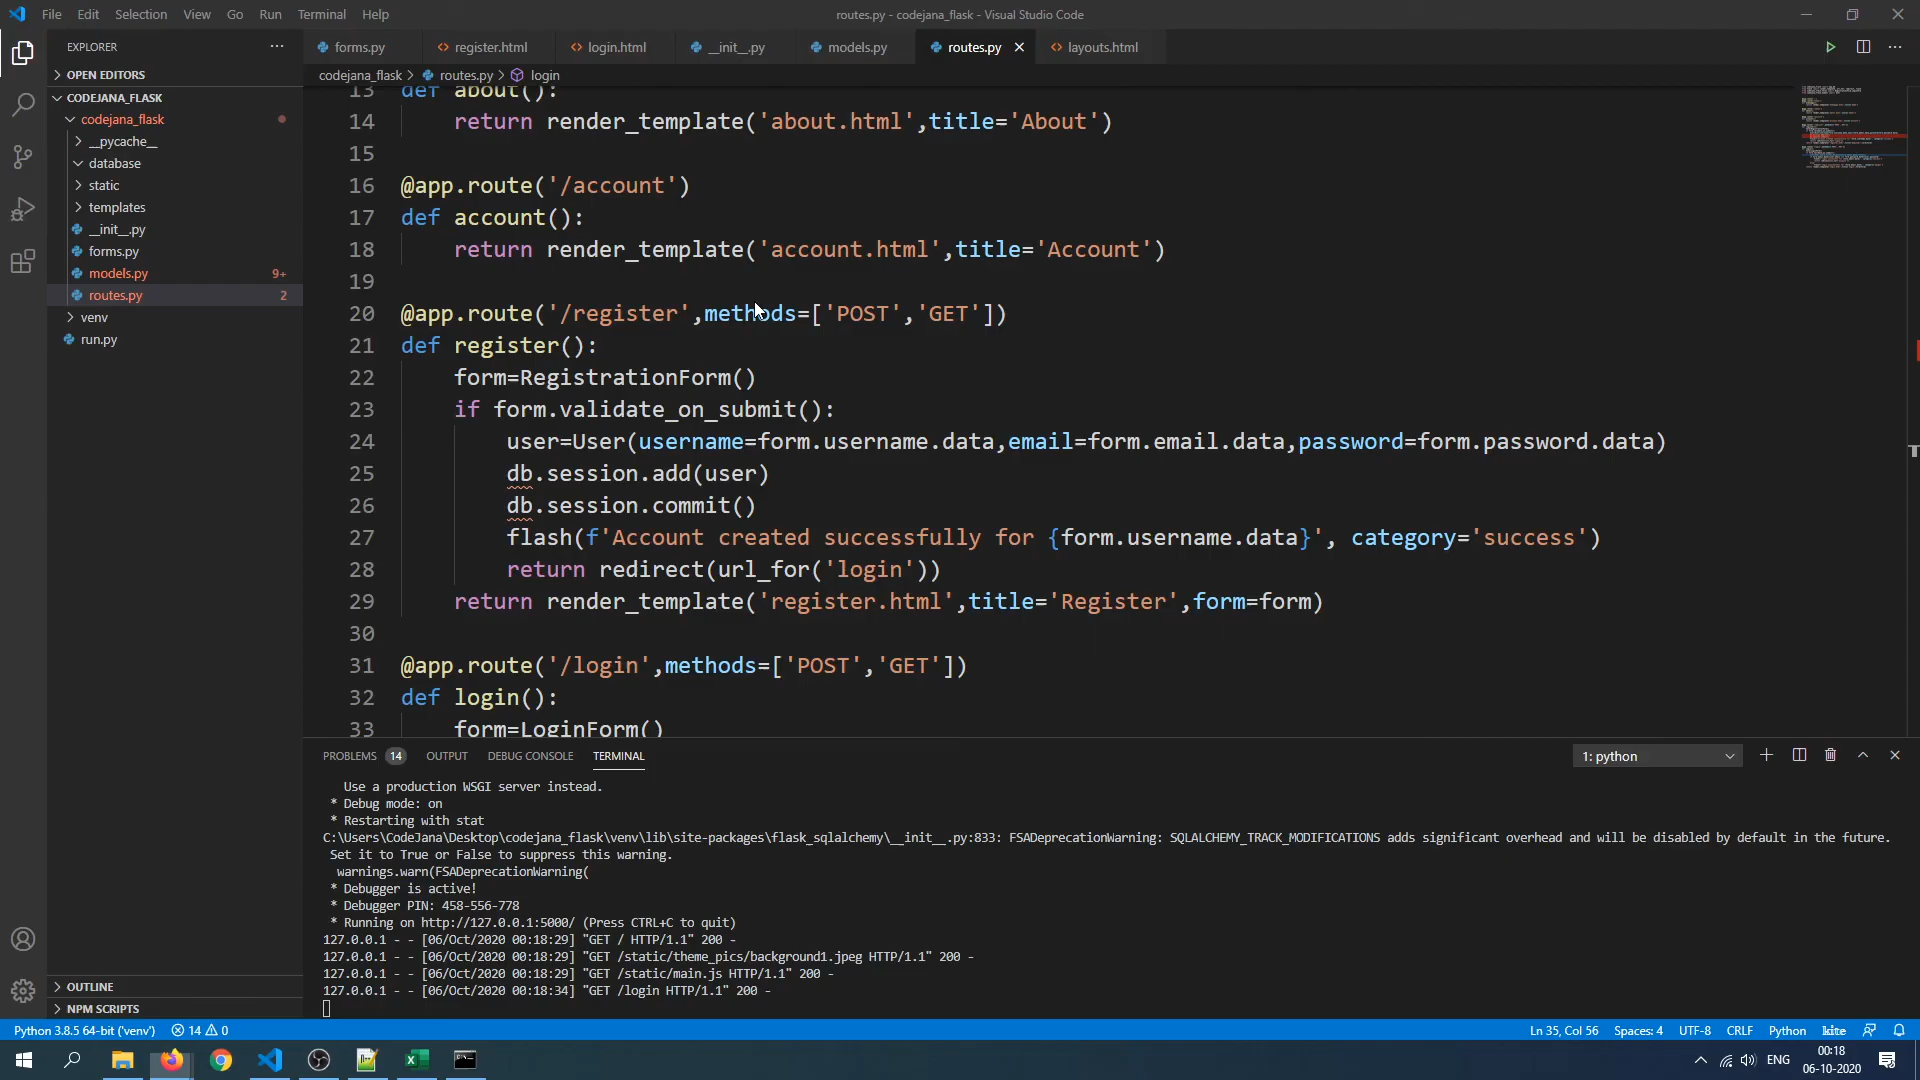 File Edit Selection View Go Run Terminal Help
routes.py - codejana_flask - Visual Studio Code
EXPLORER
forms.py register.html login.html __init__.py models.py routes.py layouts.html
OPEN EDITORS
codejana_flask > routes.py > login
CODEJANA_FLASK
codejana_flask
__pycache__
database
static
templates
__init__.py
forms.py
models.py 9+
routes.py 2
venv
run.py
13 def about():
14 return render_template('about.html',title='About')
15
16 @app.route('/account')
17 def account():
18 return render_template('account.html',title='Account')
19
20 @app.route('/register',methods=['POST','GET'])
21 def register():
22 form=RegistrationForm()
23 if form.validate_on_submit():
24 user=User(username=form.username.data,email=form.email.data,password=form.password.data)
25 db.session.add(user)
26 db.session.commit()
27 flash(f'Account created successfully for {form.username.data}', category='success')
28 return redirect(url_for('login'))
29 return render_template('register.html',title='Register',form=form)
30
31 @app.route('/login',methods=['POST','GET'])
32 def login():
33 form=LoginForm()
PROBLEMS 14 OUTPUT DEBUG CONSOLE TERMINAL
1: python
Use a production WSGI server instead.
* Debug mode: on
* Restarting with stat
C:\Users\CodeJana\Desktop\codejana_flask\venv\lib\site-packages\flask_sqlalchemy\__init__.py:833: FSADeprecationWarning: SQLALCHEMY_TRACK_MODIFICATIONS adds significant overhead and will be disabled by default in the future.
Set it to True or False to suppress this warning.
warnings.warn(FSADeprecationWarning(
* Debugger is active!
* Debugger PIN: 458-556-778
* Running on http://127.0.0.1:5000/ (Press CTRL+C to quit)
127.0.0.1 - - [06/Oct/2020 00:18:29] "GET / HTTP/1.1" 200 -
127.0.0.1 - - [06/Oct/2020 00:18:29] "GET /static/theme_pics/background1.jpeg HTTP/1.1" 200 -
127.0.0.1 - - [06/Oct/2020 00:18:29] "GET /static/main.js HTTP/1.1" 200 -
127.0.0.1 - - [06/Oct/2020 00:18:34] "GET /login HTTP/1.1" 200 -
OUTLINE
NPM SCRIPTS
Python 3.8.5 64-bit ('venv') 14 0
Ln 35, Col 56 Spaces: 4 UTF-8 CRLF Python kite
ENG
00:18
06-10-2020